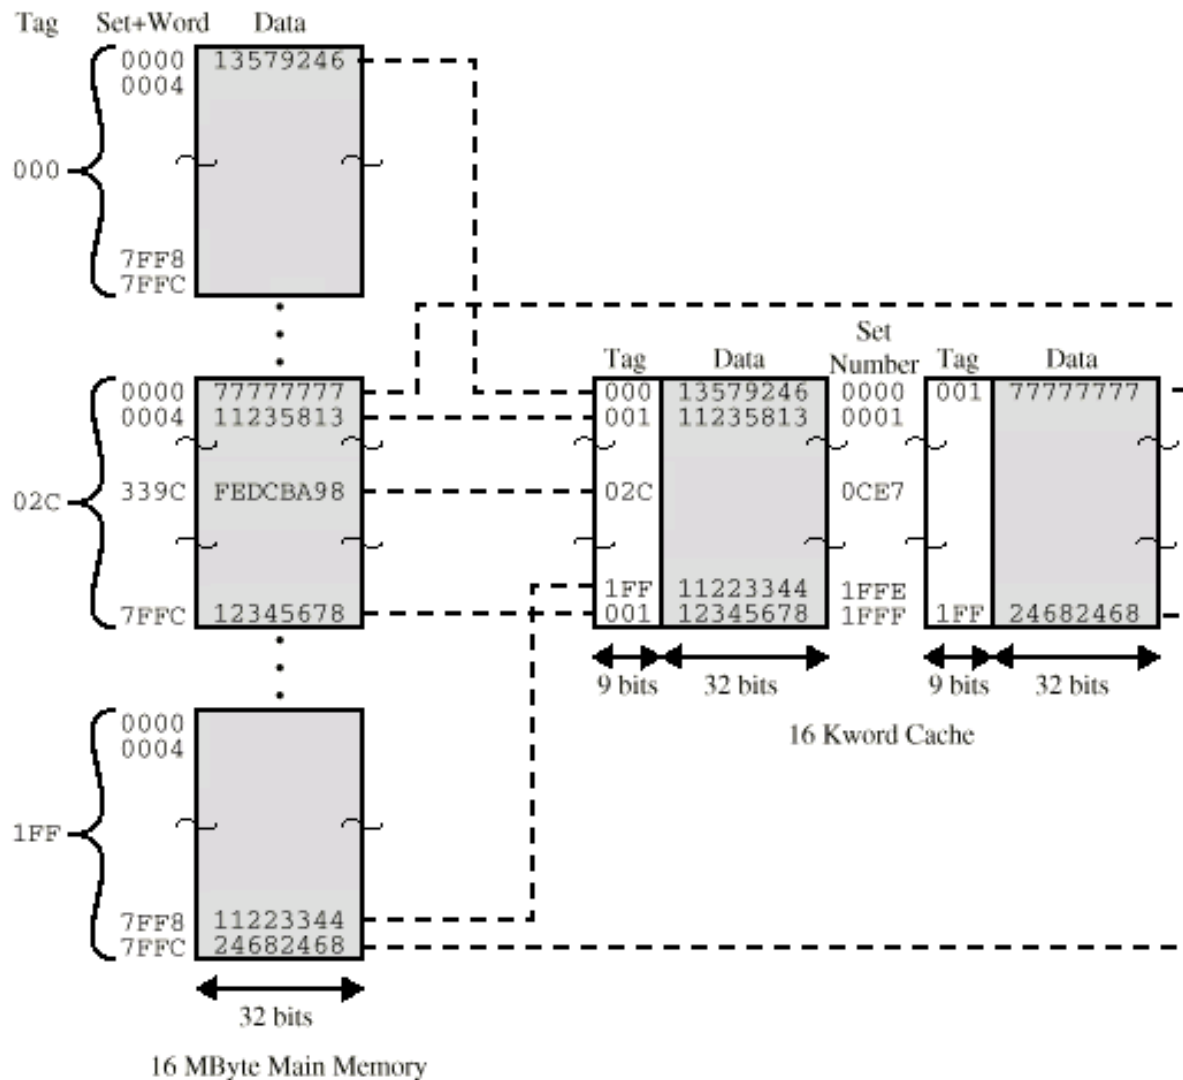 Tag Set+Word Data
0000 13579246
0004
000
7FF8
7FFC
Set
Tag Data Number Tag Data
0000 77777777 000 13579246 0000 001 77777777
0004 11235813 001 11235813 0001
02C 339C FEDCBA98 02C 0CE7
1FF 11223344 1FFE
7FFC 12345678 001 12345678 1FFF 1FF 24682468
9 bits 32 bits 9 bits 32 bits
16 Kword Cache
0000
0004
1FF
7FF8 11223344
7FFC 24682468
32 bits
16 MByte Main Memory